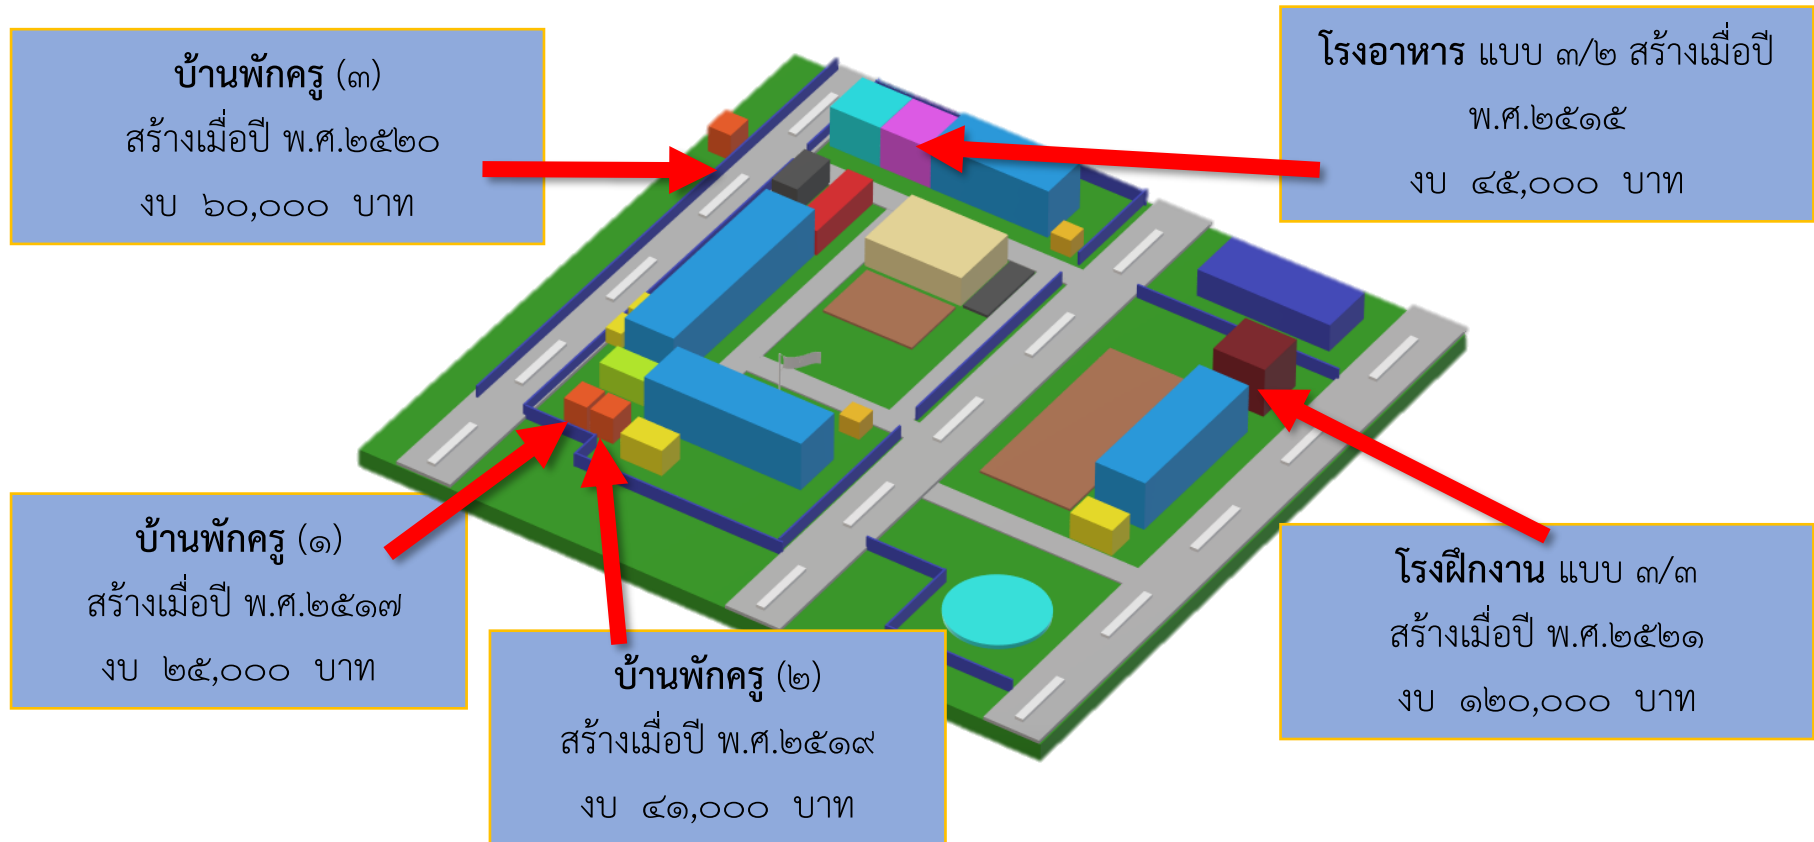 บ้านพักครู (๓)
สร้างเมื่อปี พ.ศ.๒๕๒๐
งบ ๖๐,๐๐๐ บาท
โรงอาหาร แบบ ๓/๒ สร้างเมื่อปี
พ.ศ.๒๕๑๕
งบ ๔๕,๐๐๐ บาท
บ้านพักครู (๑)
สร้างเมื่อปี พ.ศ.๒๕๑๗
งบ ๒๕,๐๐๐ บาท
บ้านพักครู (๒)
สร้างเมื่อปี พ.ศ.๒๕๑๙
งบ ๔๑,๐๐๐ บาท
โรงฝึกงาน แบบ ๓/๓
สร้างเมื่อปี พ.ศ.๒๕๒๑
งบ ๑๒๐,๐๐๐ บาท